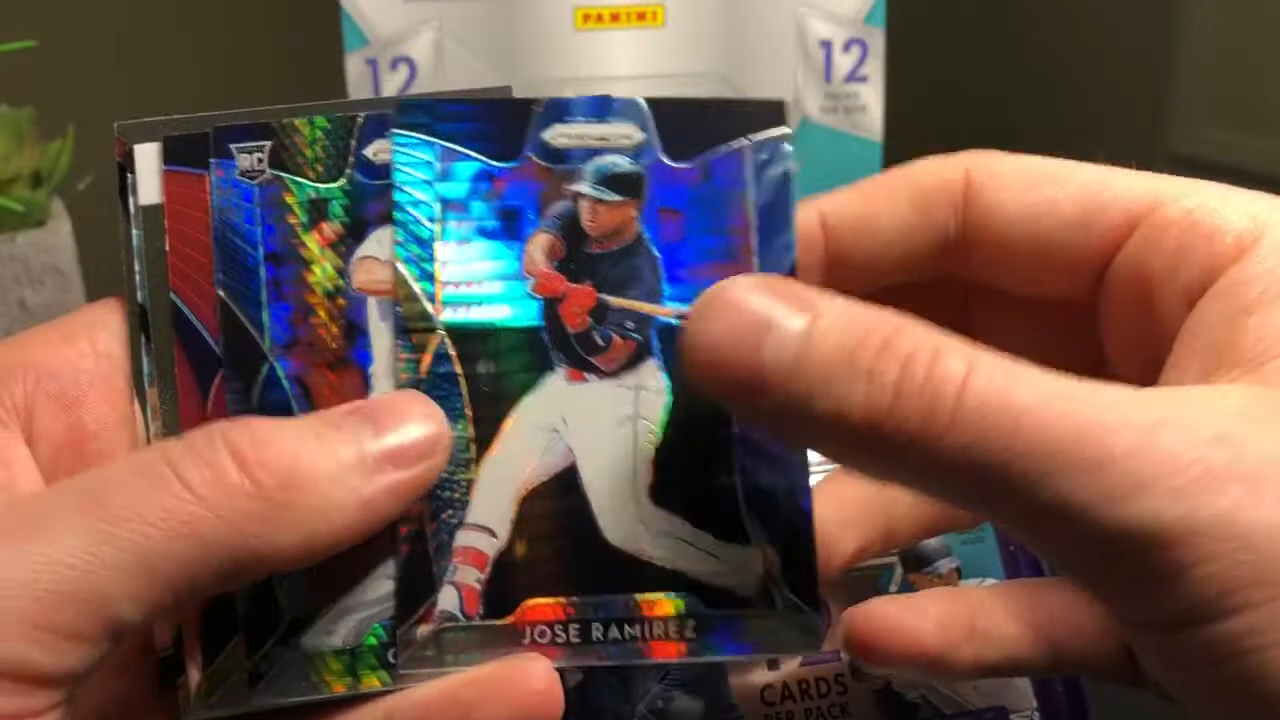 PANINI
12
12
RC
PRIZM
JOSE RAMIREZ
CARDS
PER PACK